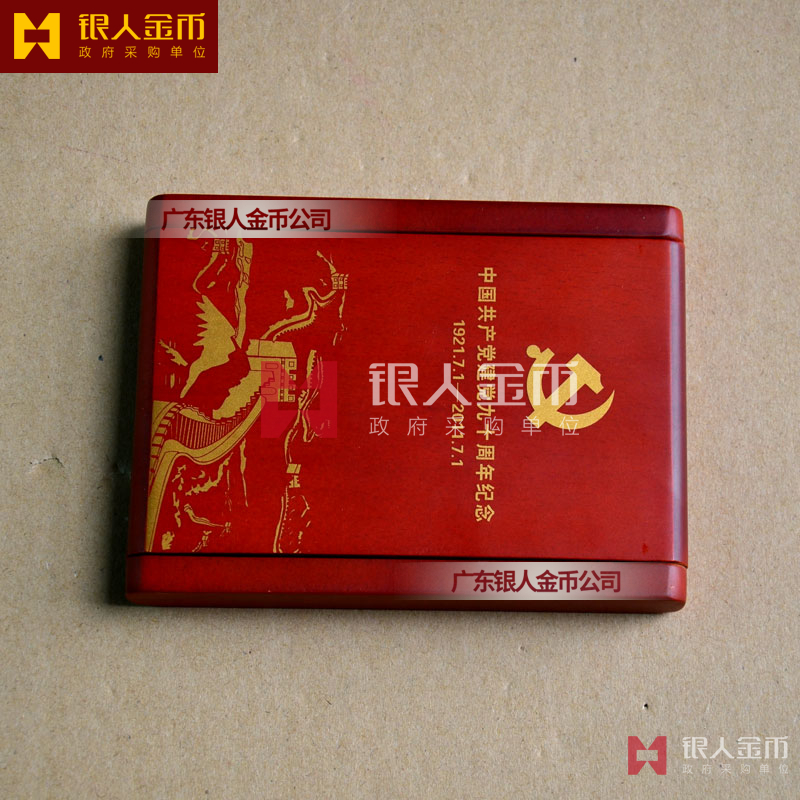 银人金币
政府采购单位
广东银人金币公司
中国共产党建党九十周年纪念
1921.7.1—2011.7.1
银人金币
政府采购单位
广东银人金币公司
银人金币
政府采购单位